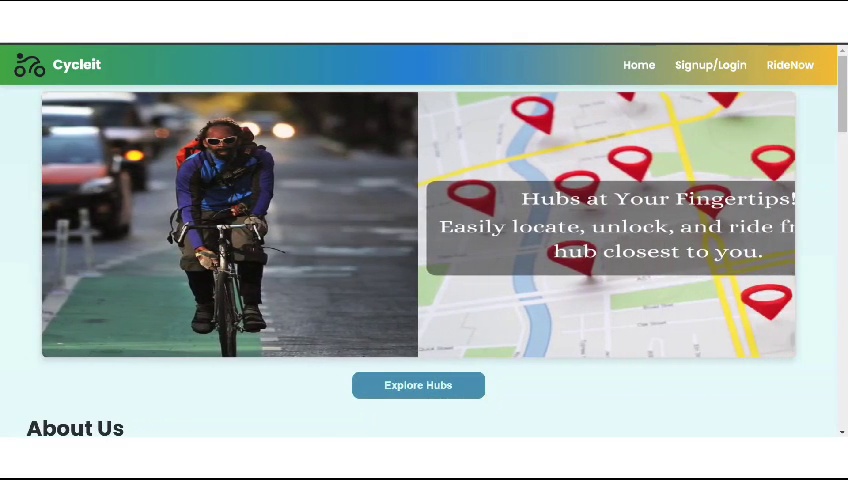 Cycleit
Home
Signup/Login
RideNow
Hubs at Your Fingertips!
Easily locate, unlock, and ride fr
hub closest to you.
Explore Hubs
About Us